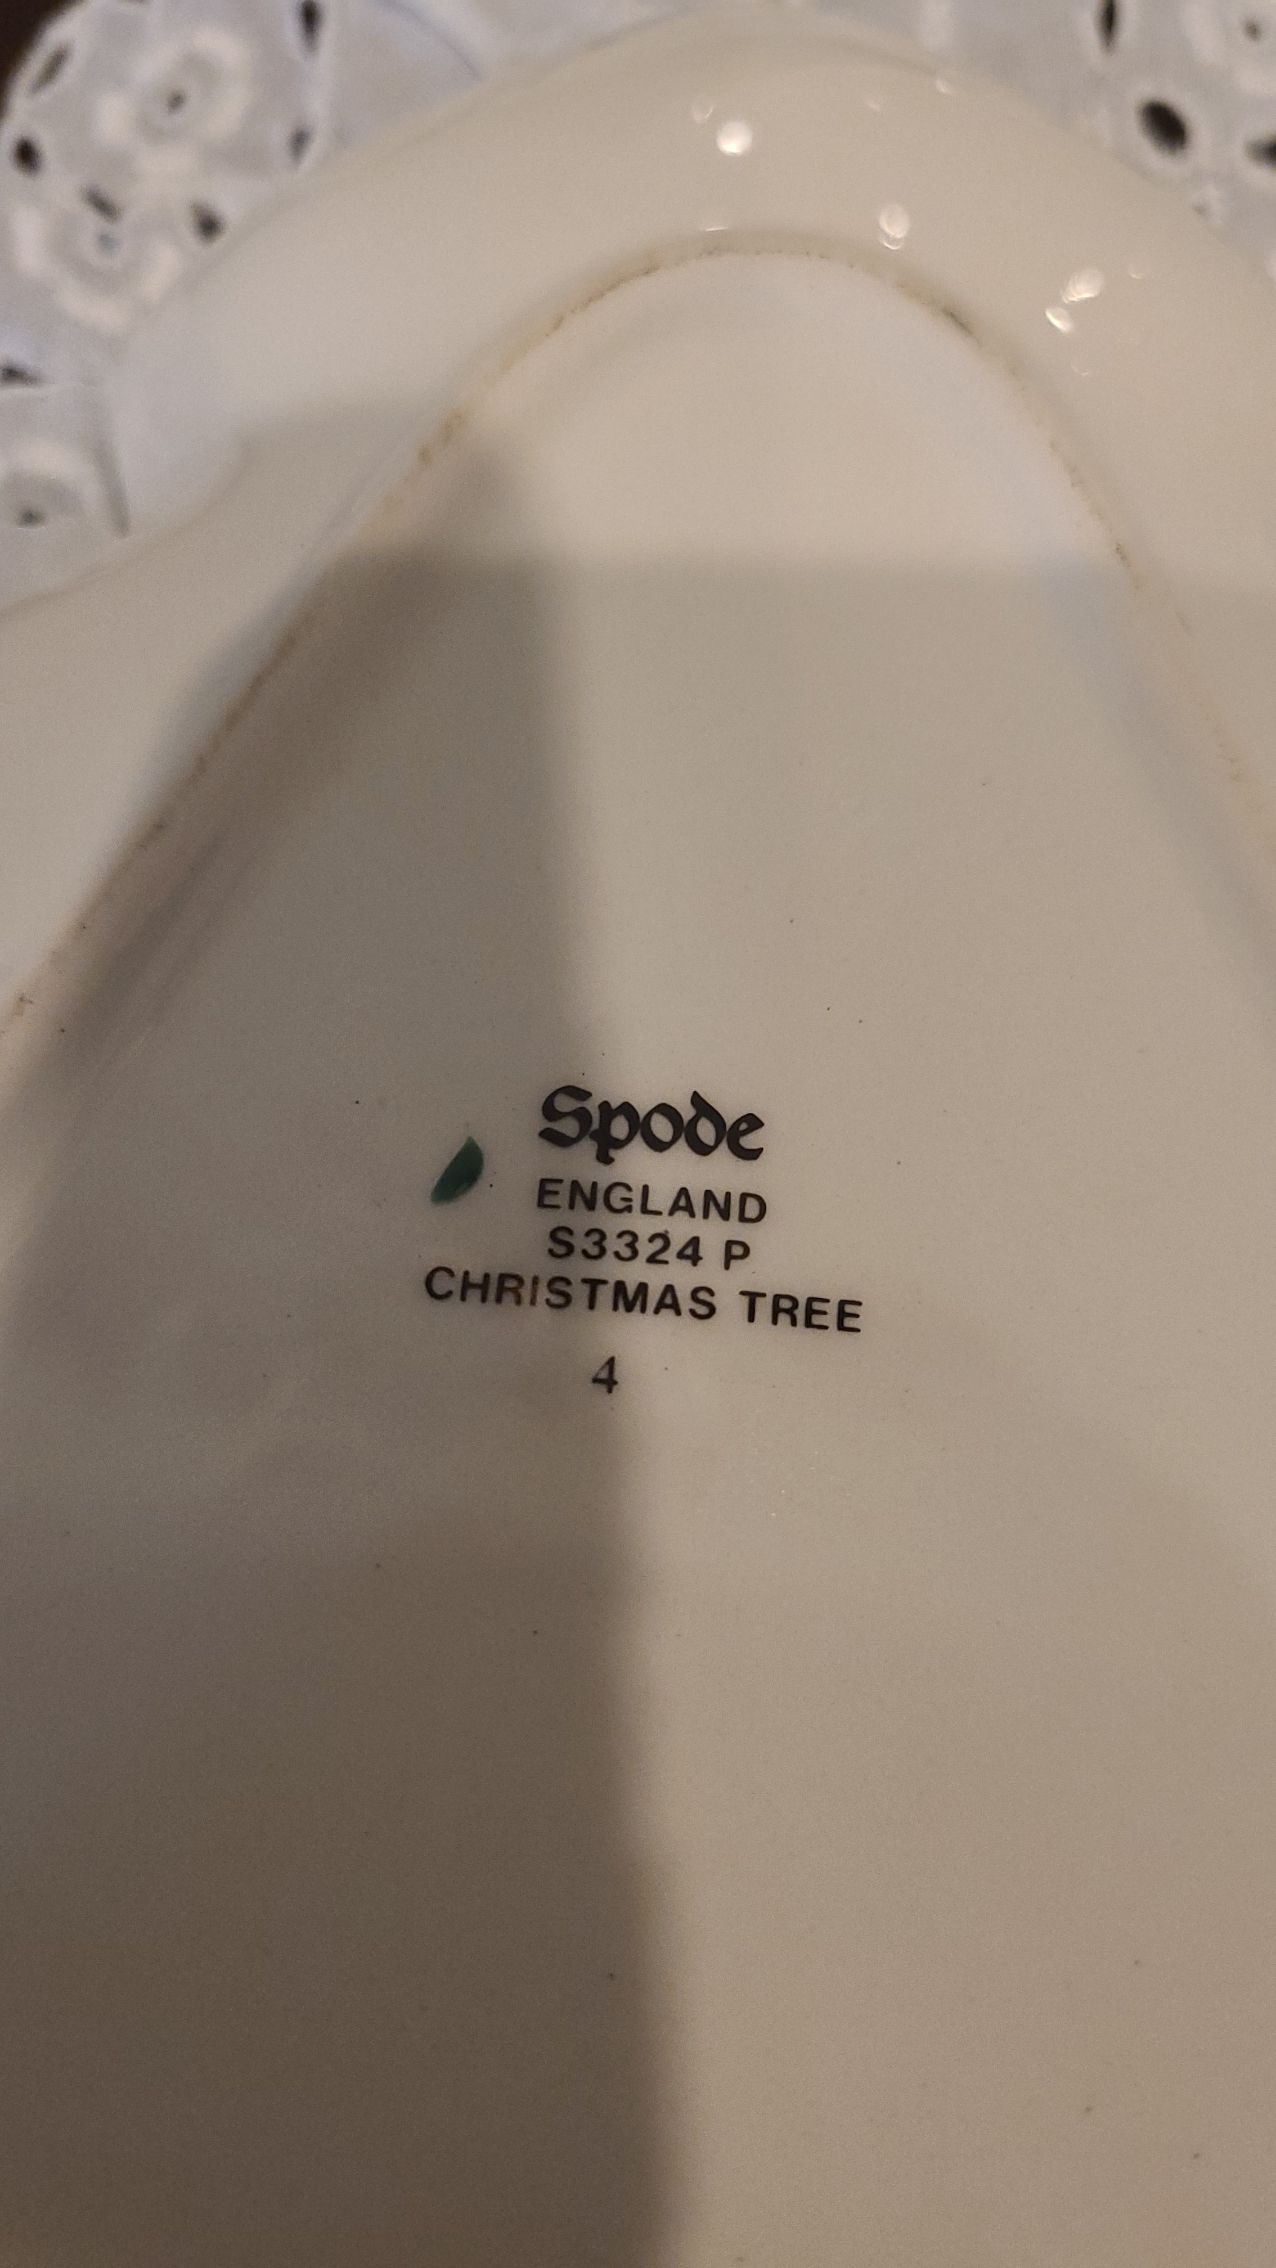 Spode
ENGLAND
S3324 P
CHRISTMAS TREE
4